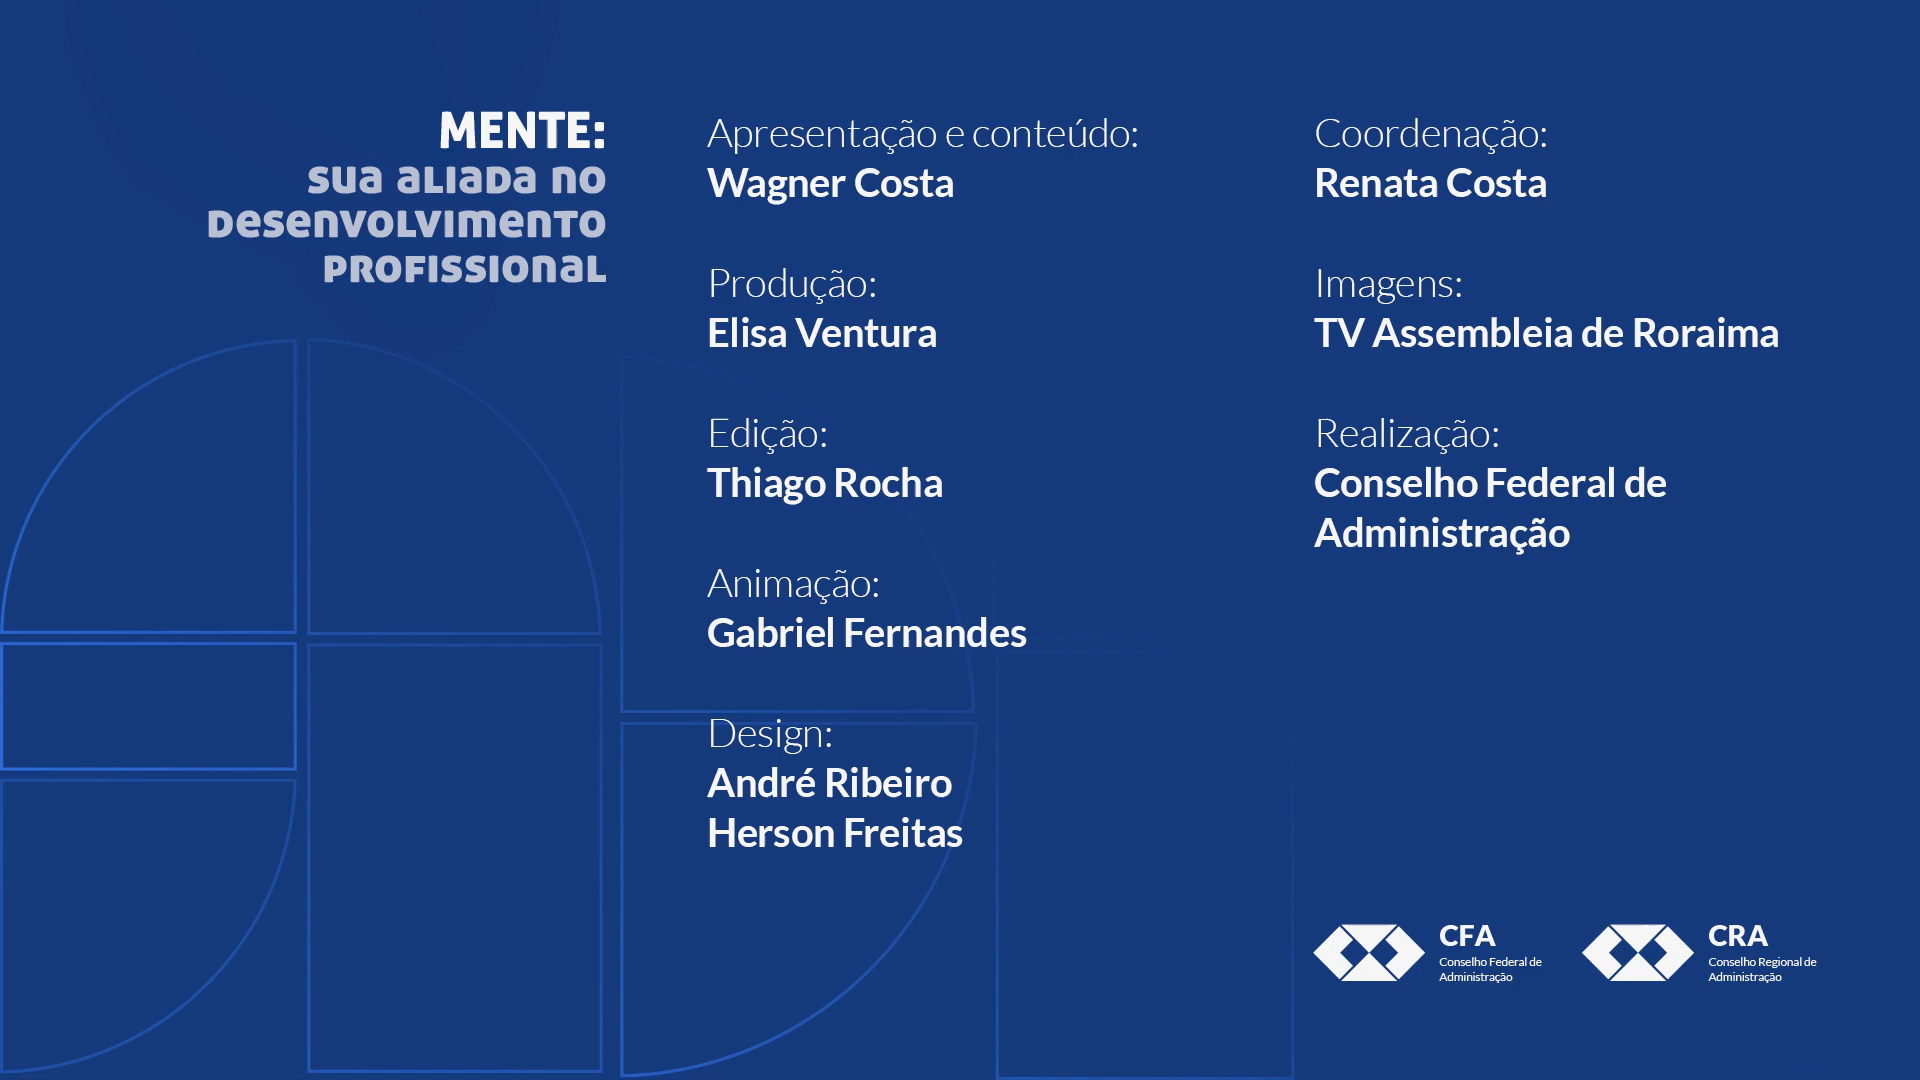 MENTE:
sua aliada no
desenvolvimento
profissional
Apresentação e conteúdo:
Wagner Costa
Produção:
Elisa Ventura
Edição:
Thiago Rocha
Animação:
Gabriel Fernandes
Design:
André Ribeiro
Herson Freitas
Coordenação:
Renata Costa
Imagens:
TV Assembleia de Roraima
Realização:
Conselho Federal de
Administração
CFA
Conselho Federal de
Administração
CRA
Conselho Regional de
Administração